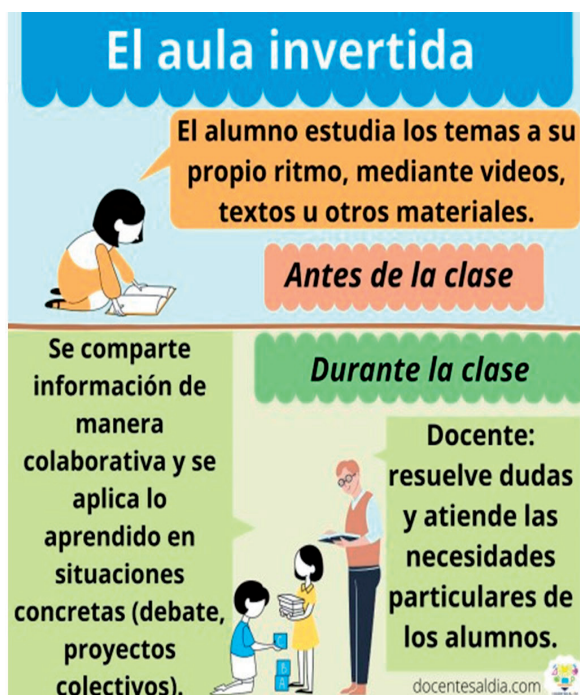 El aula invertida
El alumno estudia los temas a su
propio ritmo, mediante videos,
textos u otros materiales.
Antes de la clase
Se comparte
información de
manera
colaborativa y se
aplica lo
aprendido en
situaciones
concretas (debate,
proyectos
colectivos).
Durante la clase
Docente:
resuelve dudas
y atiende las
necesidades
particulares de
los alumnos.
docentesaldia.com
B
A